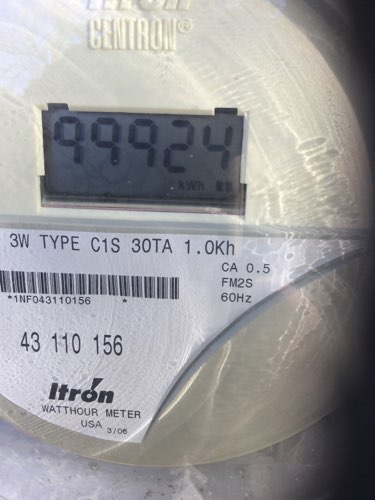 Itron
CENTRON®
99924
kWh
3W TYPE C1S 30TA 1.0Kh
CA 0.5
FM2S
60Hz
*1NF043110156 *
43 110 156
Itron
WATTHOUR METER
USA 3/06